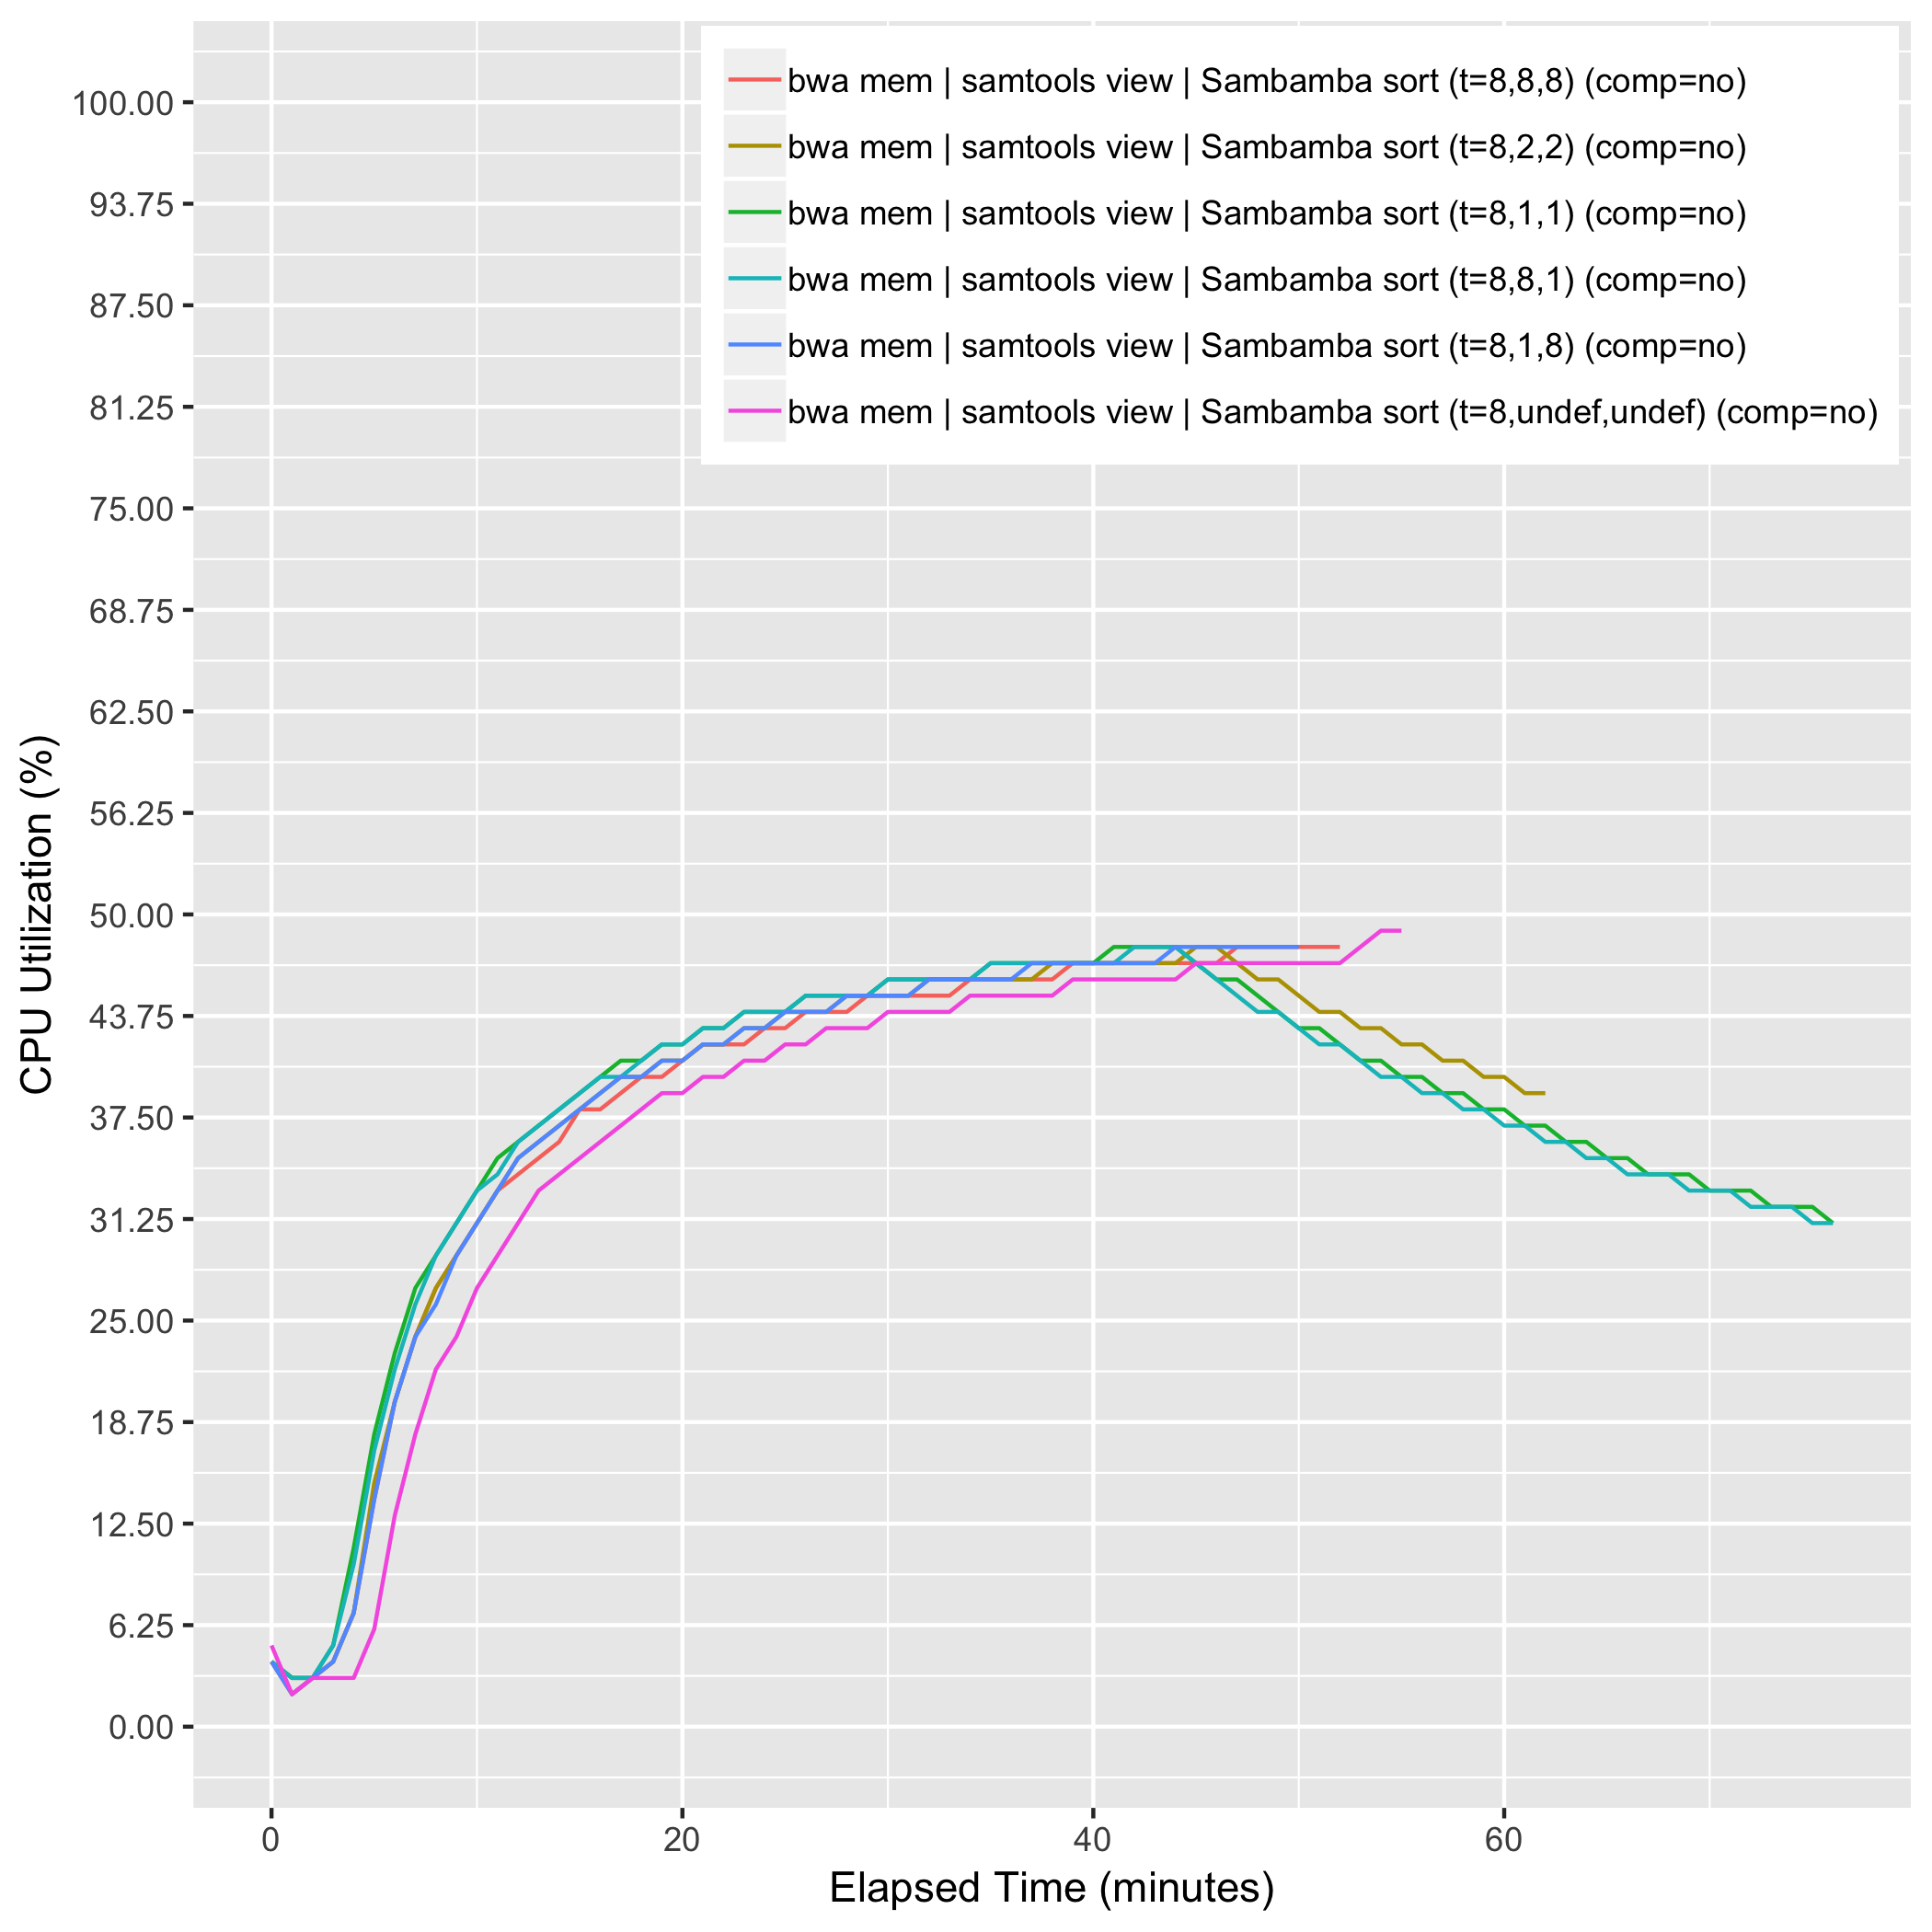 bwa mem | samtools view | Sambamba sort (t=8,8,8) (comp=no)
bwa mem | samtools view | Sambamba sort (t=8,2,2) (comp=no)
bwa mem | samtools view | Sambamba sort (t=8,1,1) (comp=no)
bwa mem | samtools view | Sambamba sort (t=8,8,1) (comp=no)
bwa mem | samtools view | Sambamba sort (t=8,1,8) (comp=no)
bwa mem | samtools view | Sambamba sort (t=8,undef,undef) (comp=no)
100.00
93.75
87.50
81.25
75.00
68.75
62.50
56.25
50.00
43.75
37.50
31.25
25.00
18.75
12.50
6.25
0.00
CPU Utilization (%)
0 20 40 60
Elapsed Time (minutes)